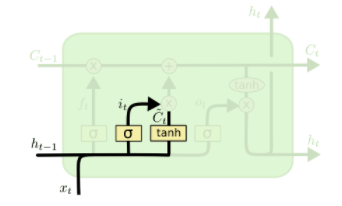 h_t
C_{t-1} C_t
× +
f_t i_t × o_t × tanh
C̃_t
σ σ tanh σ
h_{t-1} h_t
x_t